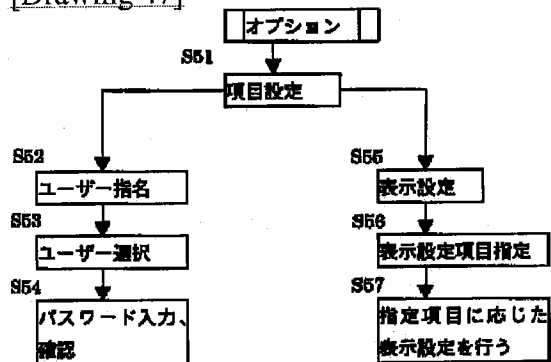 [Drawing 47]
オプション
S51
項目設定
S52
ユーザー指名
S53
ユーザー選択
S54
パスワード入力、
確認
S55
表示設定
S56
表示設定項目指定
S57
指定項目に応じた
表示設定を行う